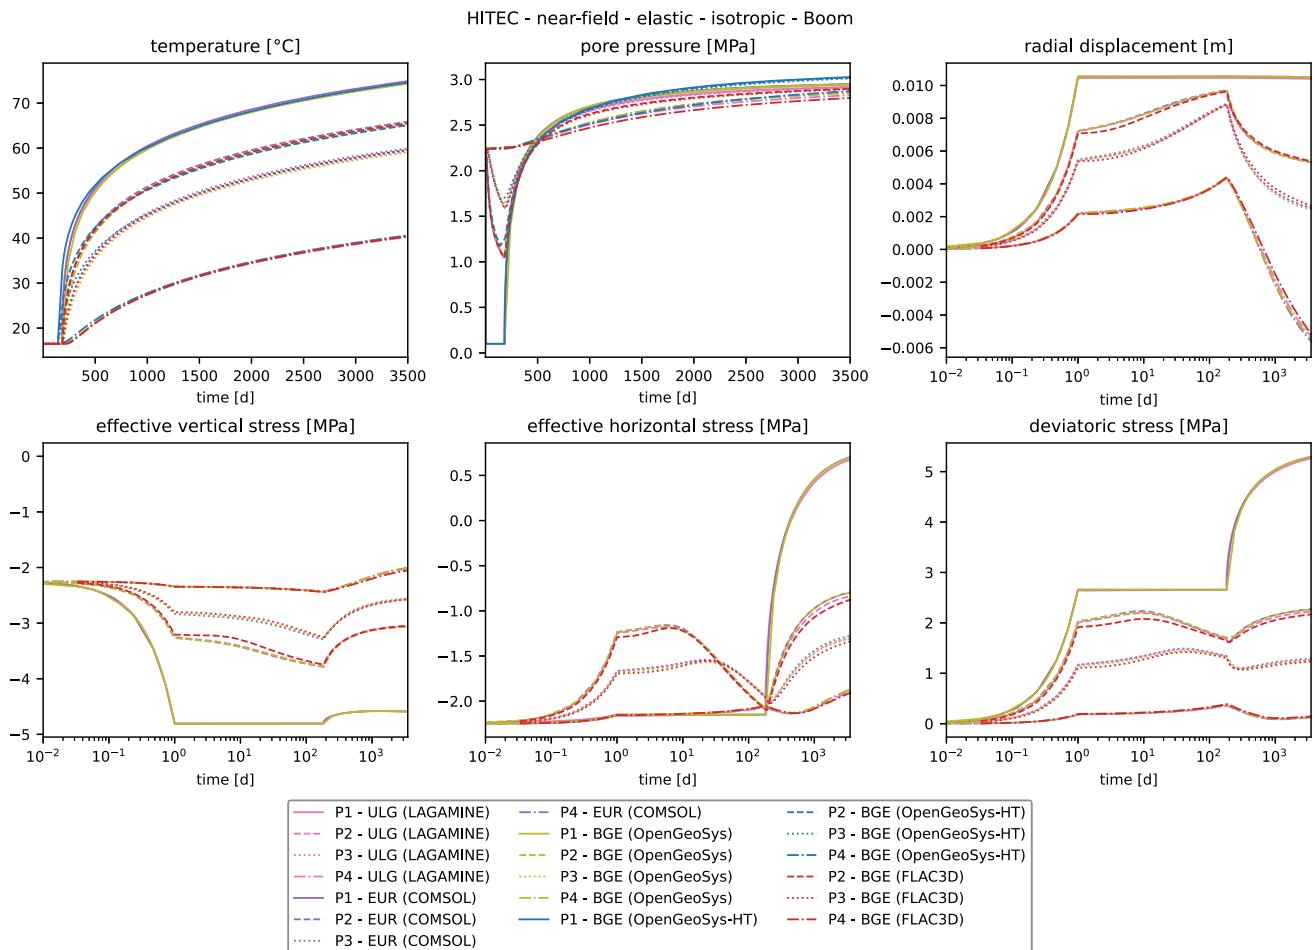 HITEC - near-field - elastic - isotropic - Boom
temperature [°C]
pore pressure [MPa]
radial displacement [m]
70
60
50
40
30
20
500 1000 1500 2000 2500 3000 3500
time [d]
3.0
2.5
2.0
1.5
1.0
0.5
0.0
500 1000 1500 2000 2500 3000 3500
time [d]
0.010
0.008
0.006
0.004
0.002
0.000
−0.002
−0.004
−0.006
10⁻² 10⁻¹ 10⁰ 10¹ 10² 10³
time [d]
effective vertical stress [MPa]
effective horizontal stress [MPa]
deviatoric stress [MPa]
0
−1
−2
−3
−4
−5
10⁻² 10⁻¹ 10⁰ 10¹ 10² 10³
time [d]
0.5
0.0
−0.5
−1.0
−1.5
−2.0
10⁻² 10⁻¹ 10⁰ 10¹ 10² 10³
time [d]
5
4
3
2
1
0
10⁻² 10⁻¹ 10⁰ 10¹ 10² 10³
time [d]
P1 - ULG (LAGAMINE)
P2 - ULG (LAGAMINE)
P3 - ULG (LAGAMINE)
P4 - ULG (LAGAMINE)
P1 - EUR (COMSOL)
P2 - EUR (COMSOL)
P3 - EUR (COMSOL)
P4 - EUR (COMSOL)
P1 - BGE (OpenGeoSys)
P2 - BGE (OpenGeoSys)
P3 - BGE (OpenGeoSys)
P4 - BGE (OpenGeoSys)
P1 - BGE (OpenGeoSys-HT)
P2 - BGE (OpenGeoSys-HT)
P3 - BGE (OpenGeoSys-HT)
P4 - BGE (OpenGeoSys-HT)
P2 - BGE (FLAC3D)
P3 - BGE (FLAC3D)
P4 - BGE (FLAC3D)